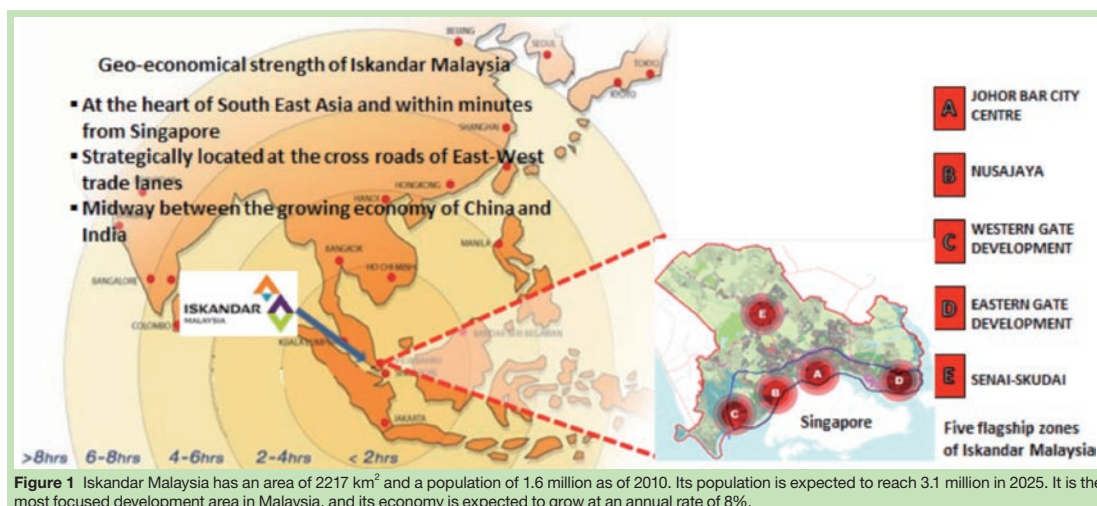 Geo-economical strength of Iskandar Malaysia
▪ At the heart of South East Asia and within minutes
from Singapore
▪ Strategically located at the cross roads of East-West
trade lanes
▪ Midway between the growing economy of China and
India
BEIJING
SEOUL
TOKYO
KYOTO
SHANGHAI
HONGKONG
HANOI
BANGKOK
MANILA
HO CHI MINH
BANGALORE
COLOMBO
ISKANDAR
MALAYSIA
JAKARTA
>8hrs 6-8hrs 4-6hrs 2-4hrs < 2hrs
E
A
B
C
D
Singapore
A JOHOR BAR CITY
CENTRE
B NUSAJAYA
C WESTERN GATE
DEVELOPMENT
D EASTERN GATE
DEVELOPMENT
E SENAI-SKUDAI
Five flagship zones
of Iskandar Malaysia
Figure 1 Iskandar Malaysia has an area of 2217 km² and a population of 1.6 million as of 2010. Its population is expected to reach 3.1 million in 2025. It is the
most focused development area in Malaysia, and its economy is expected to grow at an annual rate of 8%.